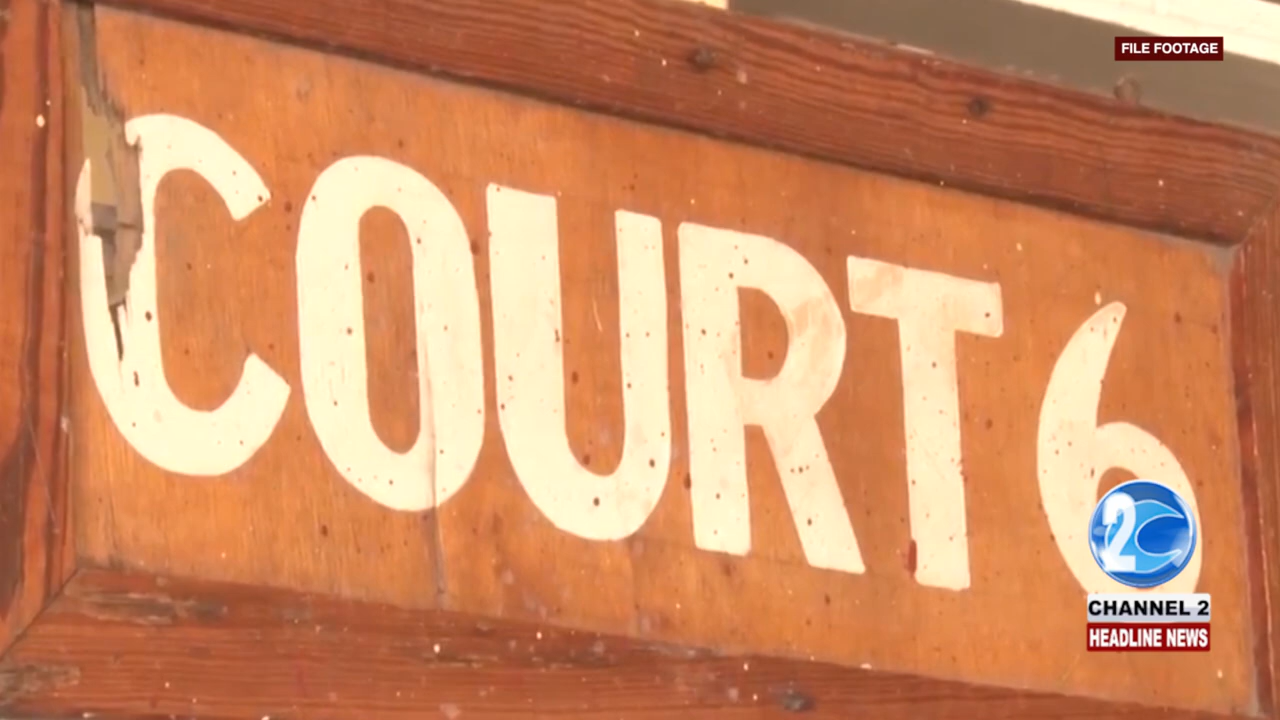 FILE FOOTAGE
COURT 6
2
CHANNEL 2
HEADLINE NEWS